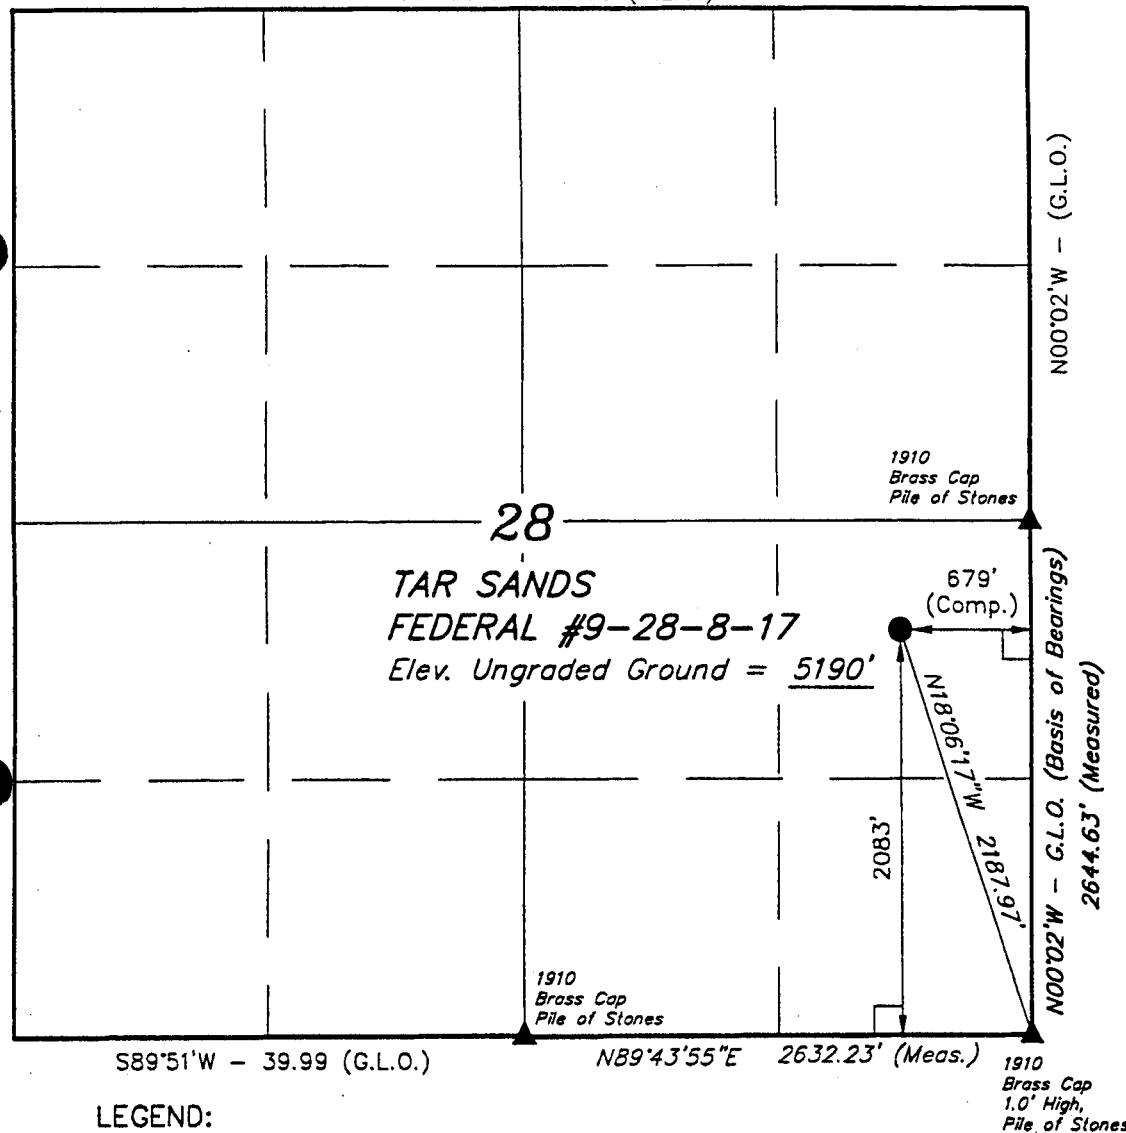 N00°02'W - (G.L.O.)
1910
Brass Cap
Pile of Stones
28
TAR SANDS
FEDERAL #9-28-8-17
Elev. Ungraded Ground = 5190'
679'
(Comp.)
N18°06'17"W 2187.97'
2083'
N00°02'W - G.L.O. (Basis of Bearings)
2644.63' (Measured)
1910
Brass Cap
Pile of Stones
S89°51'W - 39.99 (G.L.O.)
N89°43'55"E 2632.23' (Meas.)
1910
Brass Cap
1.0' High,
Pile of Stones
LEGEND: